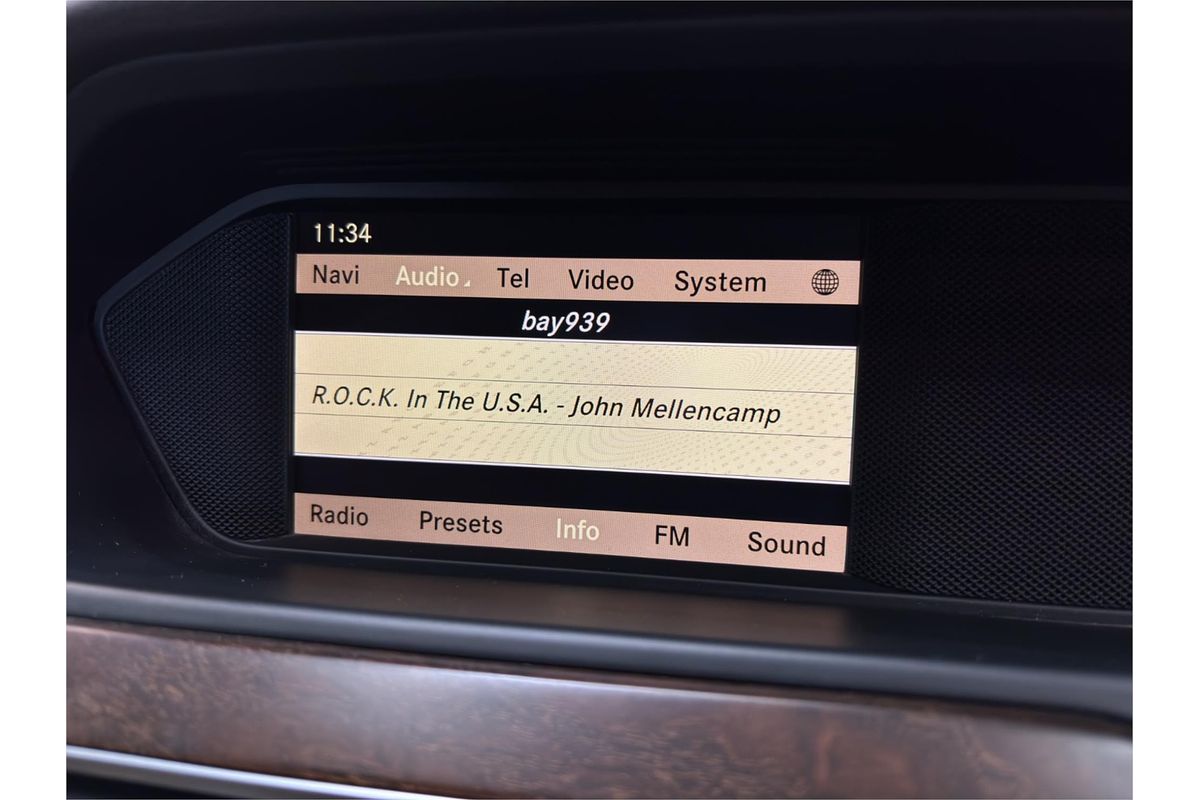 11:34
Navi Audio Tel Video System
bay939
R.O.C.K. In The U.S.A. - John Mellencamp
Radio Presets Info FM Sound